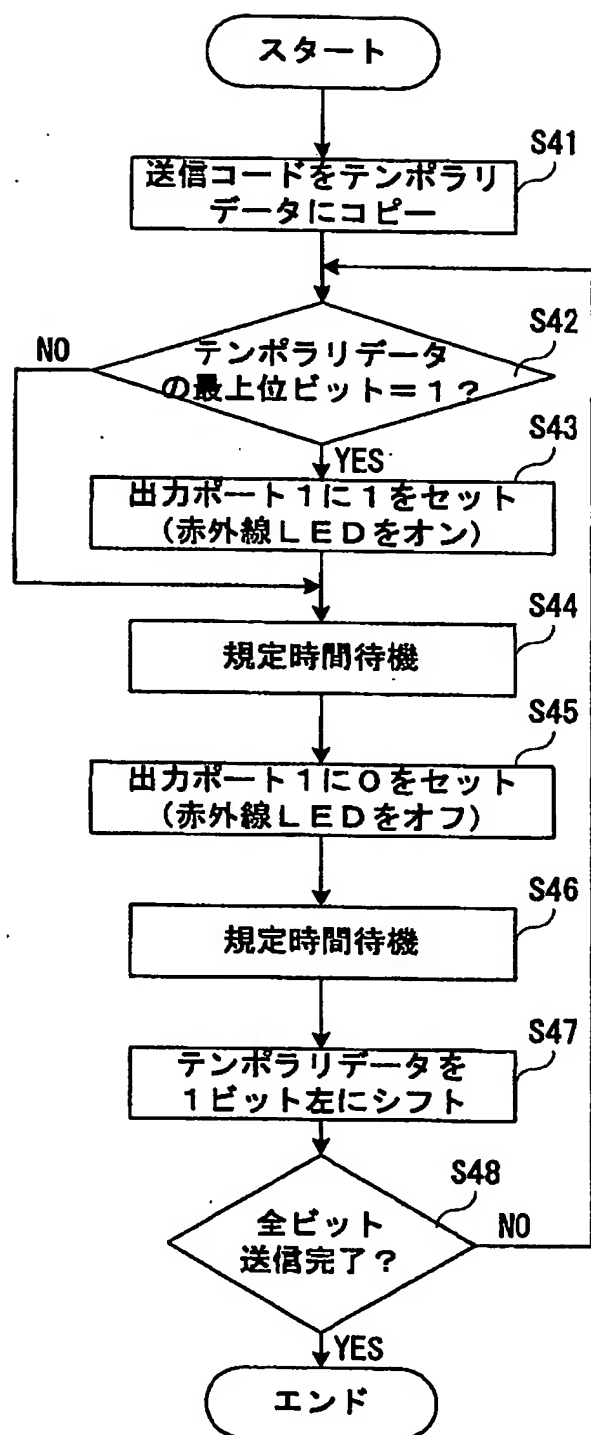 スタート
S41
送信コードをテンポラリ
データにコピー
S42
NO
テンポラリデータ
の最上位ビット=1?
YES
S43
出力ポート1に1をセット
(赤外線LEDをオン)
S44
規定時間待機
S45
出力ポート1に0をセット
(赤外線LEDをオフ)
S46
規定時間待機
S47
テンポラリデータを
1ビット左にシフト
S48
全ビット
送信完了?
NO
YES
エンド